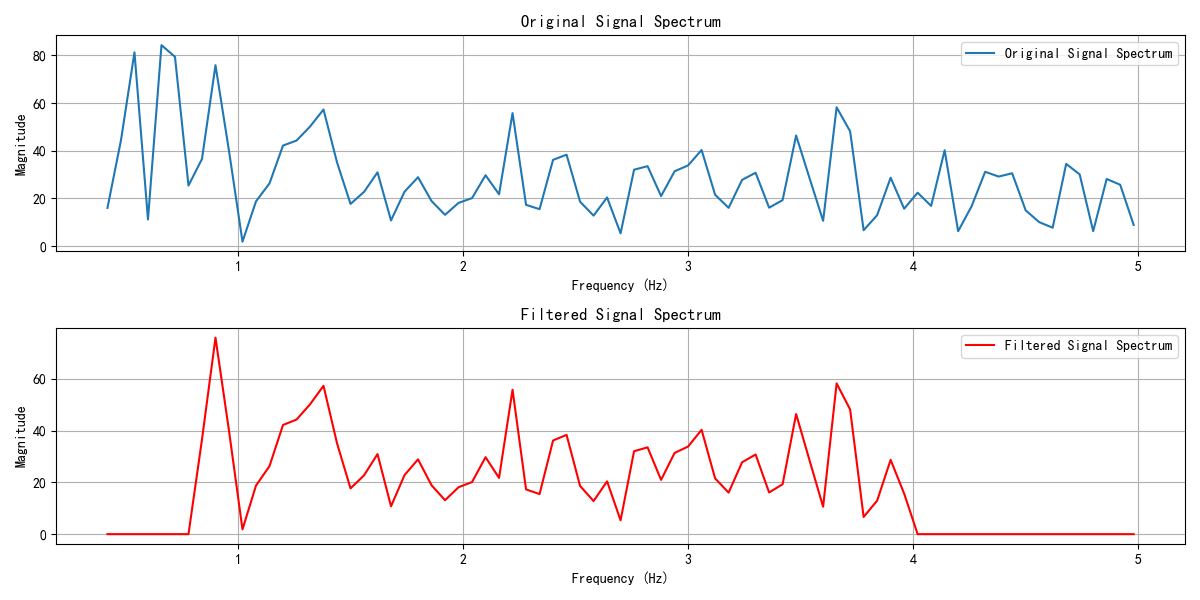 Original Signal Spectrum
Original Signal Spectrum
Magnitude
80
60
40
20
0
1 2 3 4 5
Frequency (Hz)
Filtered Signal Spectrum
Filtered Signal Spectrum
Magnitude
60
40
20
0
1 2 3 4 5
Frequency (Hz)